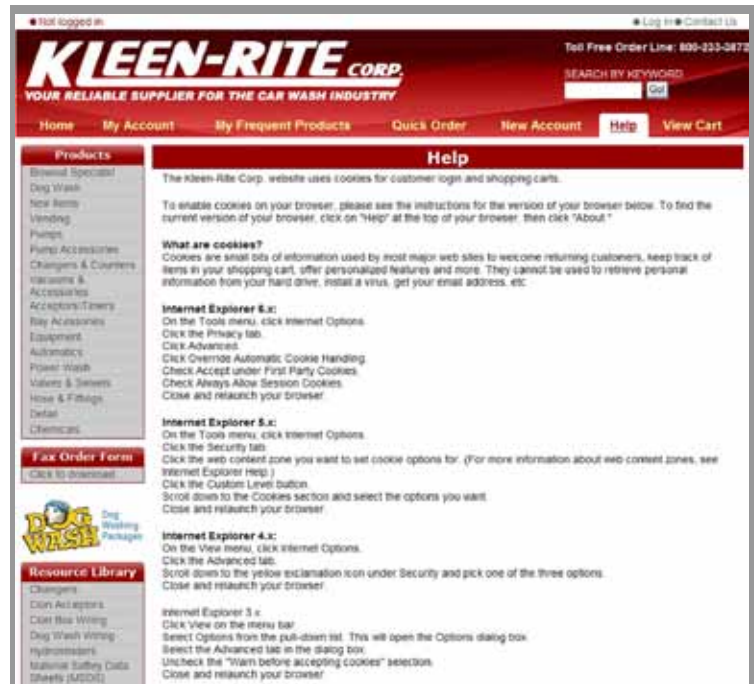 Not logged in
Log In Contact Us
KLEEN-RITE CORP.
YOUR RELIABLE SUPPLIER FOR THE CAR WASH INDUSTRY
Toll Free Order Line: 800-233-3872
SEARCH BY KEYWORD
Go!
Home My Account My Frequent Products Quick Order New Account Help View Cart
Products
Blowout Specials!
Dog Wash
New Items
Vending
Pumps
Pump Accessories
Changers & Counters
Vacuums &
Accessories
Acceptors/Timers
Bay Accessories
Equipment
Automatics
Power Wash
Valves & Swivels
Hose & Fittings
Detail
Chemicals
Fax Order Form
Click to download
DOG WASH
Dog
Washing
Packages
Resource Library
Changers
Coin Acceptors
Coin Box Wiring
Dog Wash Wiring
Hydrominders
Material Saftey Data
Sheets (MSDS)
Help
The Kleen-Rite Corp. website uses cookies for customer login and shopping carts.
To enable cookies on your browser, please see the instructions for the version of your browser below. To find the
current version of your browser, click on "Help" at the top of your browser then click "About."
What are cookies?
Cookies are small bits of information used by most major web sites to welcome returning customers, keep track of
items in your shopping cart, offer personalized features and more. They cannot be used to retrieve personal
information from your hard drive, install a virus, get your email address, etc.
Internet Explorer 6.x:
On the Tools menu, click Internet Options.
Click the Privacy tab.
Click Advanced.
Click Override Automatic Cookie Handling.
Check Accept under First Party Cookies.
Check Always Allow Session Cookies.
Close and relaunch your browser
Internet Explorer 5.x:
On the Tools menu, click Internet Options.
Click the Security tab.
Click the web content zone you want to set cookie options for. (For more information about web content zones, see
Internet Explorer Help.)
Click the Custom Level button.
Scroll down to the Cookies section and select the options you want.
Close and relaunch your browser
Internet Explorer 4.x:
On the View menu, click Internet Options.
Click the Advanced tab.
Scroll down to the yellow exclamation icon under Security and pick one of the three options.
Close and relaunch your browser
Internet Explorer 3.x
Click View on the menu bar
Select Options from the pull-down list. This will open the Options dialog box.
Select the Advanced tab in the dialog box.
Uncheck the "Warn before accepting cookies" selection.
Close and relaunch your browser